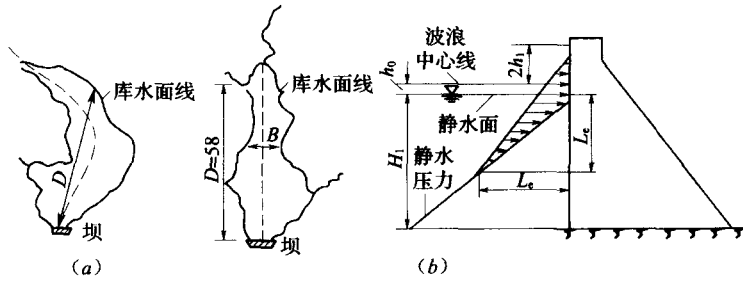 库水面线
D
坝
(a)
库水面线
B
D=58
坝
波浪
中心线
h₀
2h₁
静水面
H₁
Lₑ
静水
压力
Lₑ
(b)